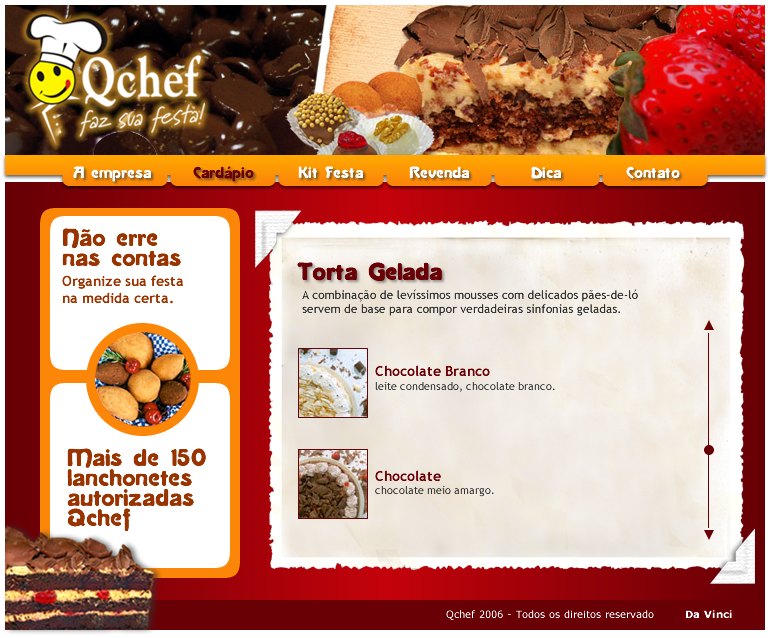 Qchef
faz sua festa!
A empresa
Cardápio
Kit Festa
Revenda
Dica
Contato
Não erre
nas contas
Organize sua festa
na medida certa.
Mais de 150
lanchonetes
autorizadas
Qchef
Torta Gelada
A combinação de levíssimos mousses com delicados pães-de-ló
servem de base para compor verdadeiras sinfonias geladas.
Chocolate Branco
leite condensado, chocolate branco.
Chocolate
chocolate meio amargo.
Qchef 2006 - Todos os direitos reservado
Da Vinci